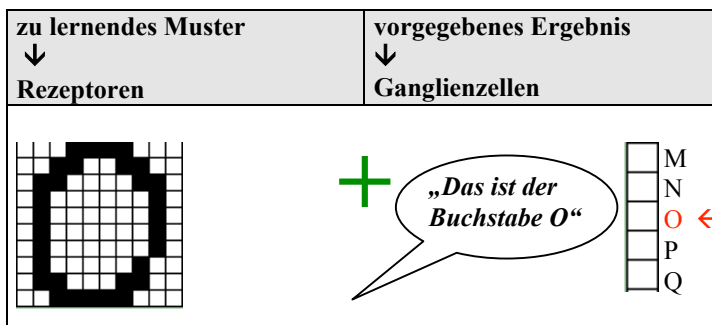 zu lernendes Muster
↓
Rezeptoren
vorgegebenes Ergebnis
↓
Ganglienzellen
„Das ist der
Buchstabe O“
M
N
O ←
P
Q